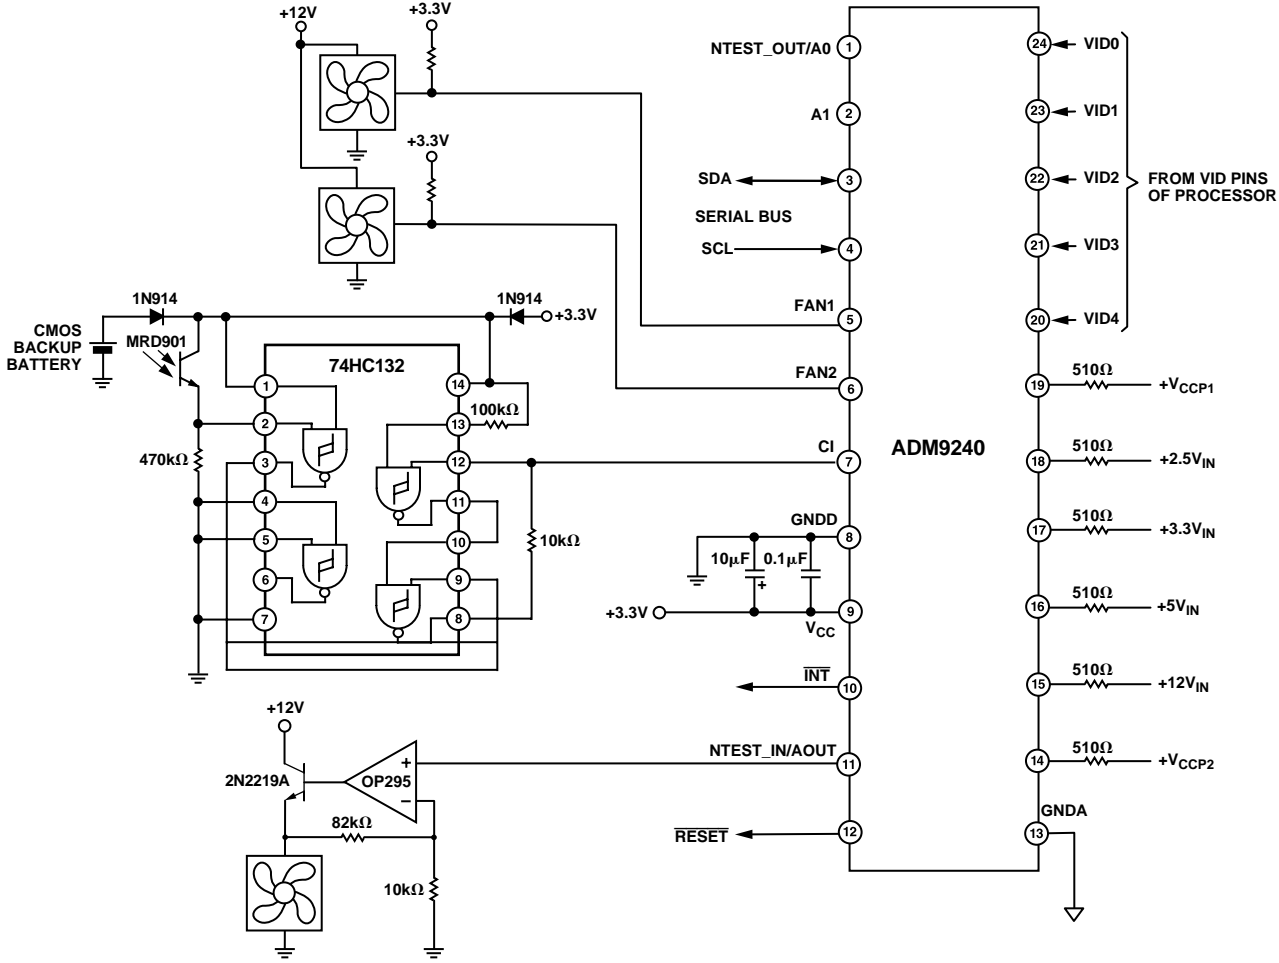 +12V
+3.3V
+3.3V
NTEST_OUT/A0
1
A1
2
SDA
3
SERIAL BUS
SCL
4
FAN1
5
FAN2
6
CI
7
GNDD
8
10μF
0.1μF
+
+3.3V
9
VCC
INT
10
NTEST_IN/AOUT
11
RESET
12
ADM9240
24
VID0
23
VID1
22
VID2
21
VID3
20
VID4
FROM VID PINS
OF PROCESSOR
19
510Ω
+VCCP1
18
510Ω
+2.5VIN
17
510Ω
+3.3VIN
16
510Ω
+5VIN
15
510Ω
+12VIN
14
510Ω
+VCCP2
GNDA
13
1N914
1N914
+3.3V
CMOS
BACKUP
BATTERY
MRD901
74HC132
1
2
3
4
5
6
7
14
13
12
11
10
9
8
100kΩ
470kΩ
10kΩ
+12V
2N2219A
OP295
+
−
82kΩ
10kΩ